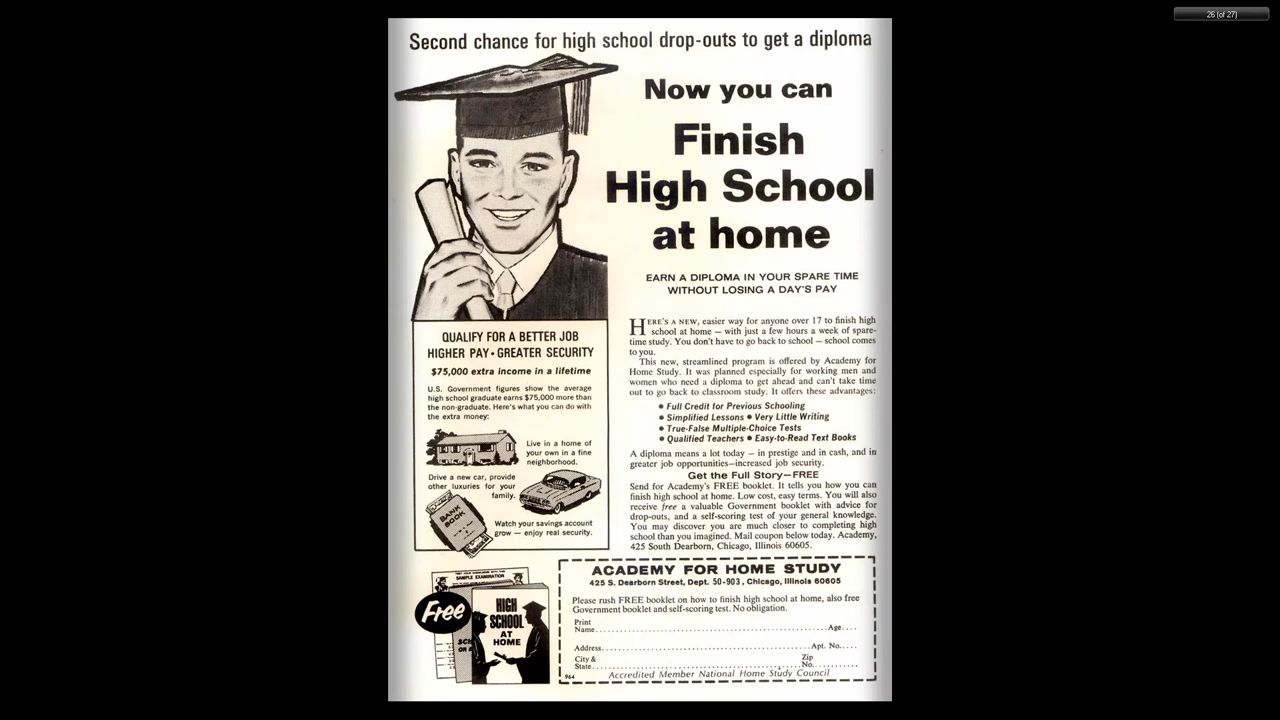 26 (of 27)
Second chance for high school drop-outs to get a diploma
Now you can
Finish
High School
at home
EARN A DIPLOMA IN YOUR SPARE TIME
WITHOUT LOSING A DAY'S PAY
QUALIFY FOR A BETTER JOB
HIGHER PAY • GREATER SECURITY
$75,000 extra income in a lifetime
U.S. Government figures show the average
high school graduate earns $75,000 more than
the non-graduate. Here's what you can do with
the extra money:
Live in a home of
your own in a fine
neighborhood.
Drive a new car, provide
other luxuries for your
family.
BANK
BOOK
Watch your savings account
grow — enjoy real security.
HERE'S A NEW, easier way for anyone over 17 to finish high
school at home — with just a few hours a week of spare-
time study. You don't have to go back to school — school comes
to you.
This new, streamlined program is offered by Academy for
Home Study. It was planned especially for working men and
women who need a diploma to get ahead and can't take time
out to go back to classroom study. It offers these advantages:
• Full Credit for Previous Schooling
• Simplified Lessons • Very Little Writing
• True-False Multiple-Choice Tests
• Qualified Teachers • Easy-to-Read Text Books
A diploma means a lot today — in prestige and in cash, and in
greater job opportunities—increased job security.
Get the Full Story—FREE
Send for Academy's FREE booklet. It tells you how you can
finish high school at home. Low cost, easy terms. You will also
receive free a valuable Government booklet with advice for
drop-outs, and a self-scoring test of your general knowledge.
You may discover you are much closer to completing high
school than you imagined. Mail coupon below today. Academy,
425 South Dearborn, Chicago, Illinois 60605.
SAMPLE EXAMINATION
Free
HIGH
SCHOOL
AT
HOME
ACADEMY FOR HOME STUDY
425 S. Dearborn Street, Dept. 50-903, Chicago, Illinois 60605
Please rush FREE booklet on how to finish high school at home, also free
Government booklet and self-scoring test. No obligation.
Print
Name..........Age....
Address..........Apt. No.....
City & Zip
State..........No..........
964 Accredited Member National Home Study Council